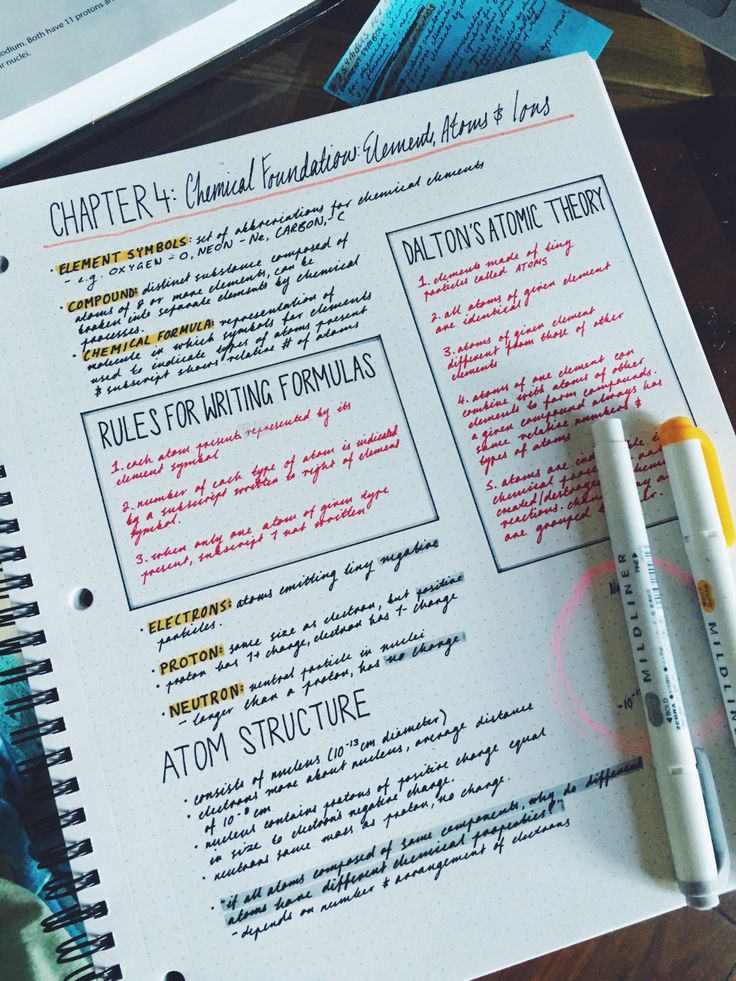 odium. Both have 11 protons an
r nuclei.
CHAPTER 4: Chemical Foundation: Elements, Atoms & Ions
• ELEMENT SYMBOLS: set of abbreviations for chemical elements
- e.g. OXYGEN - O, NEON - Ne, CARBON, - C
• COMPOUND: distinct substance composed of
atoms of 2 or more elements, can be
broken into separate elements by chemical
processes.
• CHEMICAL FORMULA: representation of
molecule in which symbols for elements
used to indicate types of atoms present
& subscript shows relative # of atoms
RULES FOR WRITING FORMULAS
1. each atom present represented by its
element symbol
2. number of each type of atom is indicated
by a subscript written to right of element
symbol.
3. when only one atom of given type
present, subscript 1 not written
DALTON'S ATOMIC THEORY
1. elements made of tiny
particles called ATOMS
2. all atoms of given element
are identical
3. atoms of given element
different from those of other
elements
4. atoms of one element can
combine with atoms of other
elements to form compounds.
a given compound always has
same relative numbers &
types of atoms
5. atoms are
chemical
created/destroyed
reactions.
are grouped
• ELECTRONS: atoms emitting tiny negative
particles.
• PROTON: same size as electron, but positive
• proton has 1+ charge, electron has 1- charge
• NEUTRON: neutral particle in nuclei
- larger than a proton, has no charge
ATOM STRUCTURE
• consists of nucleus (10⁻¹³cm diameter)
• electrons move about nucleus, average distance
of 10⁻⁸cm
• nucleus contains protons of positive charge equal
in size to electron's negative charge.
• neutrons same mass as proton, no charge.
• "if all atoms composed of same components, why do different
atoms have different chemical properties?"
- depends on number & arrangement of electrons
MILDLINER
ZEBRA
BOLD
FINE
MILDLINER